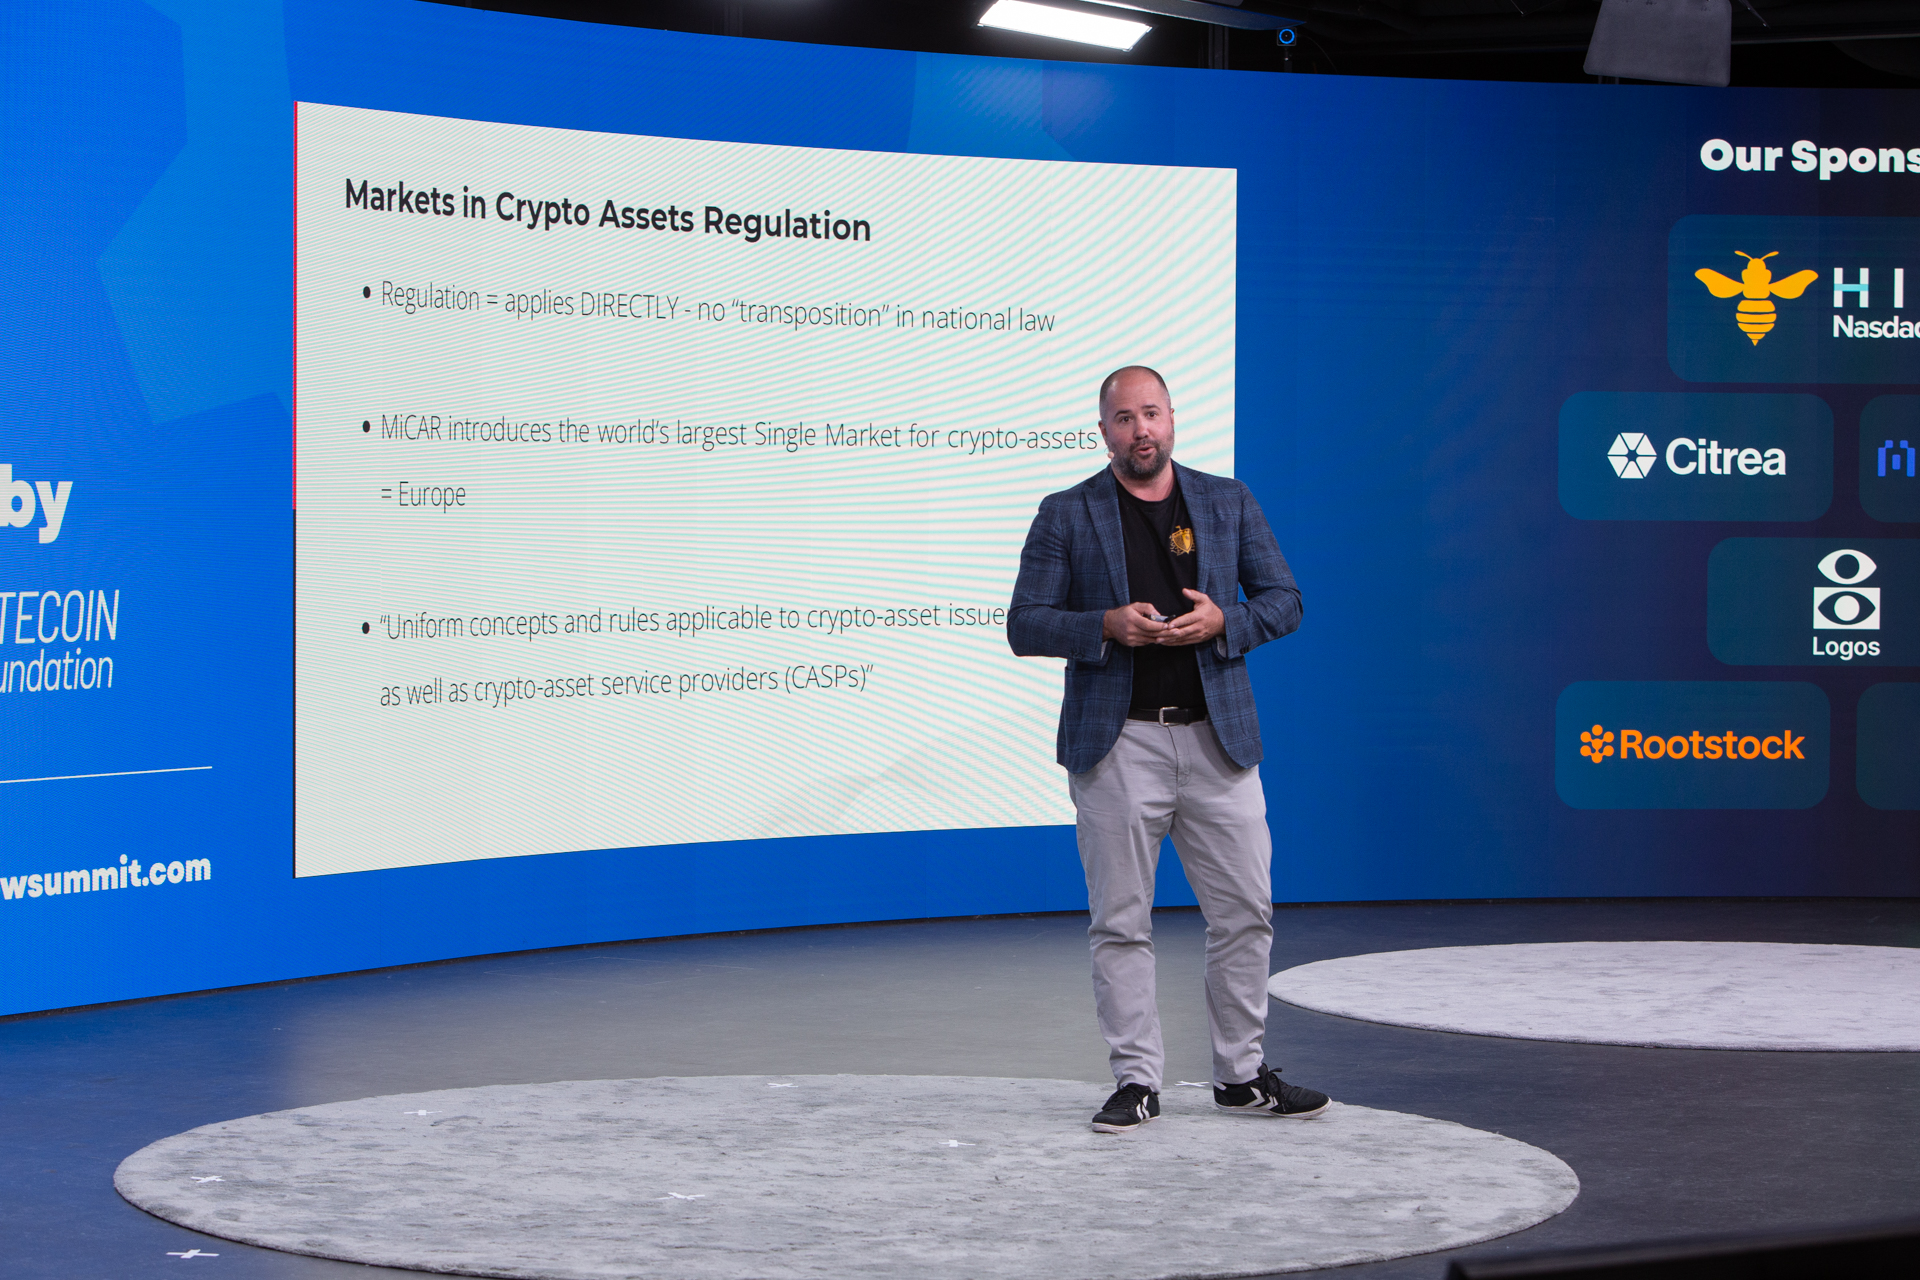 Markets in Crypto Assets Regulation
• Regulation = applies DIRECTLY - no “transposition” in national law
• MiCAR introduces the world’s largest Single Market for crypto-assets
= Europe
• “Uniform concepts and rules applicable to crypto-asset issue
as well as crypto-asset service providers (CASPs)”
by
TECOIN
undation
wsummit.com
Our Spons
HI
Nasdac
Citrea
Logos
Rootstock